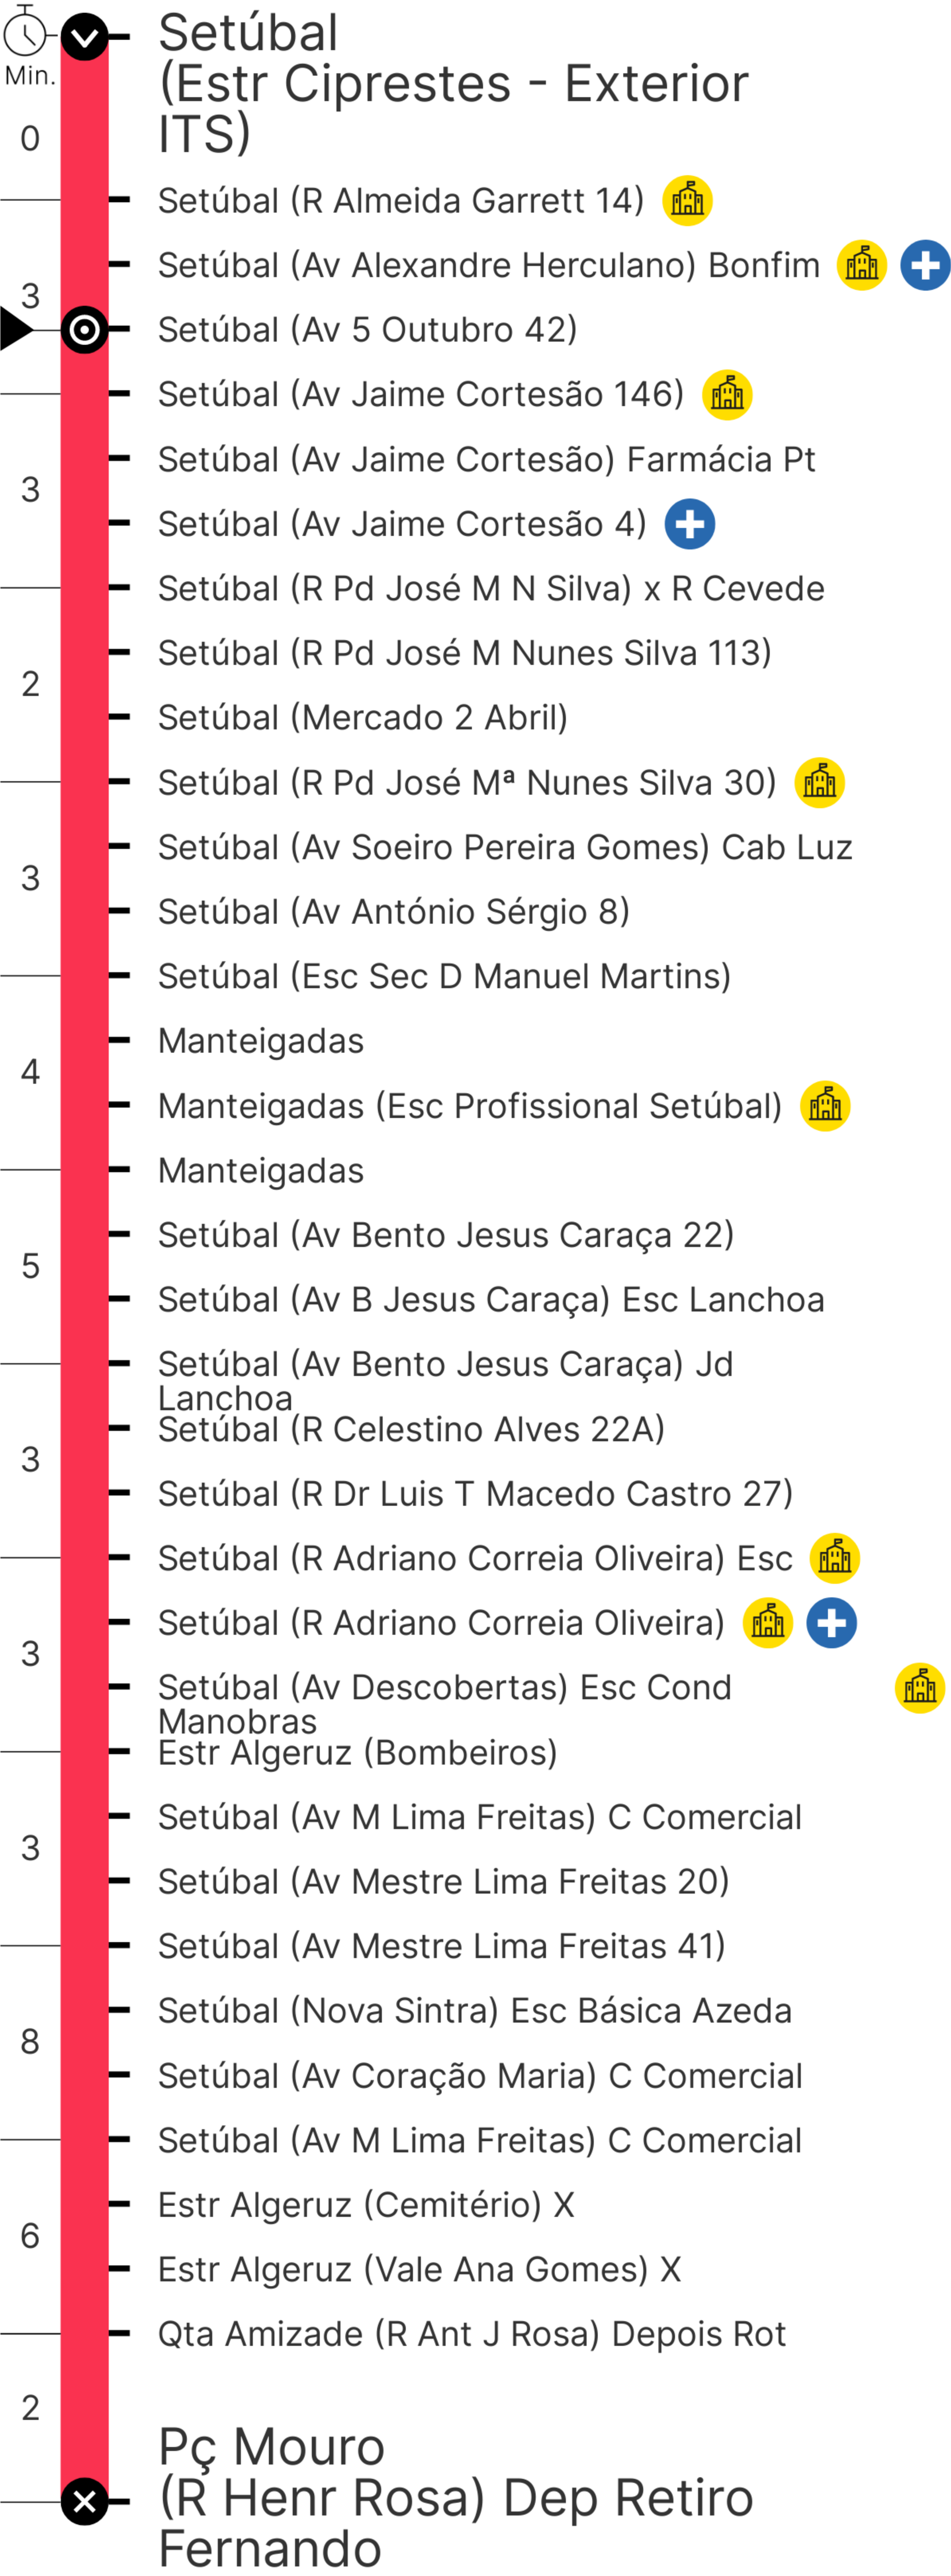 Setúbal
(Estr Ciprestes - Exterior
ITS)
Min.
0
Setúbal (R Almeida Garrett 14)
Setúbal (Av Alexandre Herculano) Bonfim
3
Setúbal (Av 5 Outubro 42)
Setúbal (Av Jaime Cortesão 146)
Setúbal (Av Jaime Cortesão) Farmácia Pt
3
Setúbal (Av Jaime Cortesão 4)
Setúbal (R Pd José M N Silva) x R Cevede
Setúbal (R Pd José M Nunes Silva 113)
2
Setúbal (Mercado 2 Abril)
Setúbal (R Pd José Mª Nunes Silva 30)
Setúbal (Av Soeiro Pereira Gomes) Cab Luz
3
Setúbal (Av António Sérgio 8)
Setúbal (Esc Sec D Manuel Martins)
Manteigadas
4
Manteigadas (Esc Profissional Setúbal)
Manteigadas
Setúbal (Av Bento Jesus Caraça 22)
5
Setúbal (Av B Jesus Caraça) Esc Lanchoa
Setúbal (Av Bento Jesus Caraça) Jd
Lanchoa
Setúbal (R Celestino Alves 22A)
3
Setúbal (R Dr Luis T Macedo Castro 27)
Setúbal (R Adriano Correia Oliveira) Esc
Setúbal (R Adriano Correia Oliveira)
3
Setúbal (Av Descobertas) Esc Cond
Manobras
Estr Algeruz (Bombeiros)
Setúbal (Av M Lima Freitas) C Comercial
3
Setúbal (Av Mestre Lima Freitas 20)
Setúbal (Av Mestre Lima Freitas 41)
Setúbal (Nova Sintra) Esc Básica Azeda
8
Setúbal (Av Coração Maria) C Comercial
Setúbal (Av M Lima Freitas) C Comercial
Estr Algeruz (Cemitério) X
6
Estr Algeruz (Vale Ana Gomes) X
Qta Amizade (R Ant J Rosa) Depois Rot
2
Pç Mouro
(R Henr Rosa) Dep Retiro
Fernando